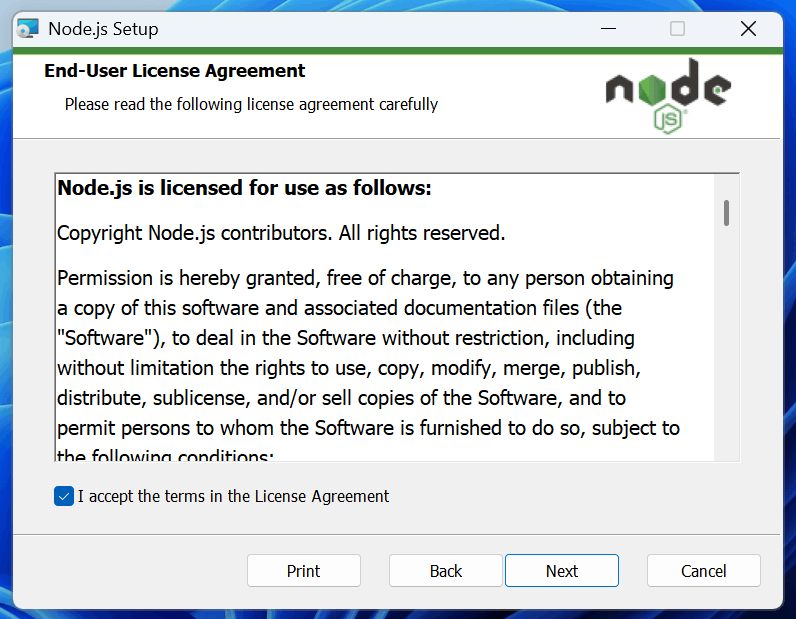 Node.js Setup
End-User License Agreement
Please read the following license agreement carefully
node
JS
Node.js is licensed for use as follows:
Copyright Node.js contributors. All rights reserved.
Permission is hereby granted, free of charge, to any person obtaining
a copy of this software and associated documentation files (the
"Software"), to deal in the Software without restriction, including
without limitation the rights to use, copy, modify, merge, publish,
distribute, sublicense, and/or sell copies of the Software, and to
permit persons to whom the Software is furnished to do so, subject to
the following conditions:
I accept the terms in the License Agreement
Print Back Next Cancel